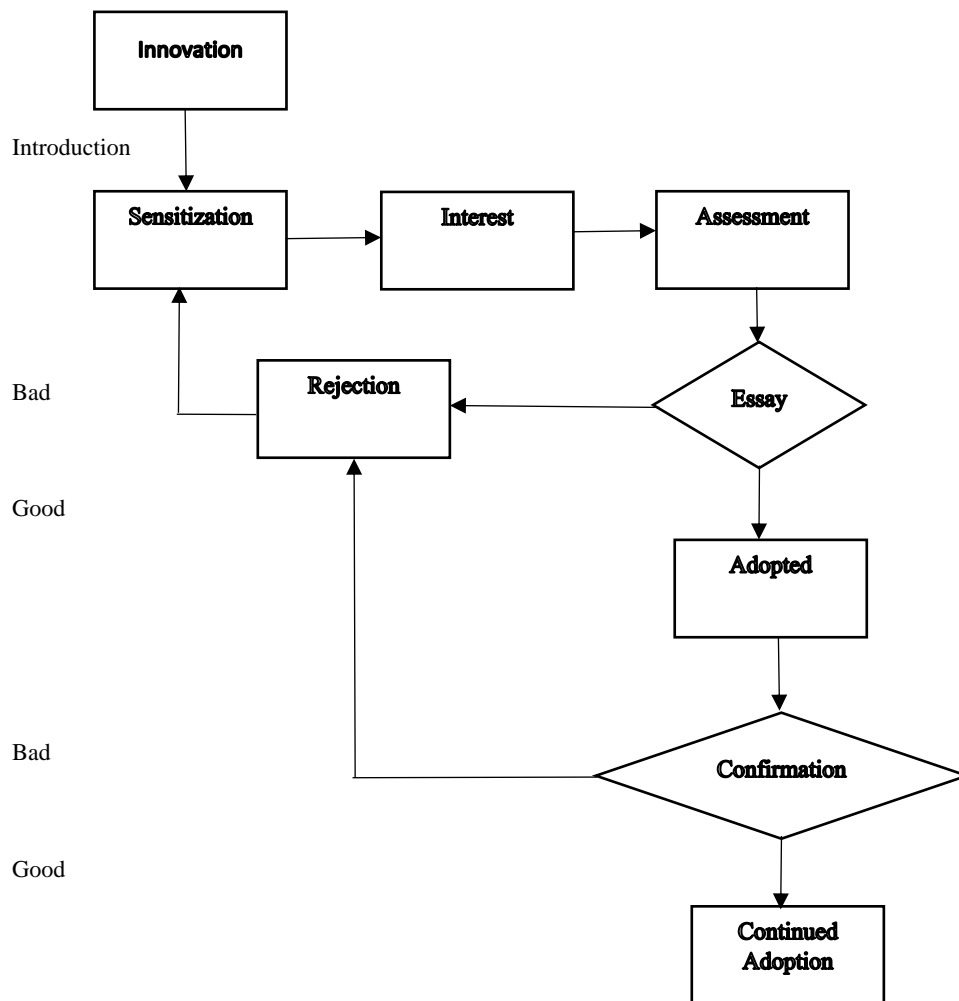 Innovation
Introduction
Sensitization
Interest
Assessment
Bad
Rejection
Essay
Good
Adopted
Bad
Confirmation
Good
Continued
Adoption